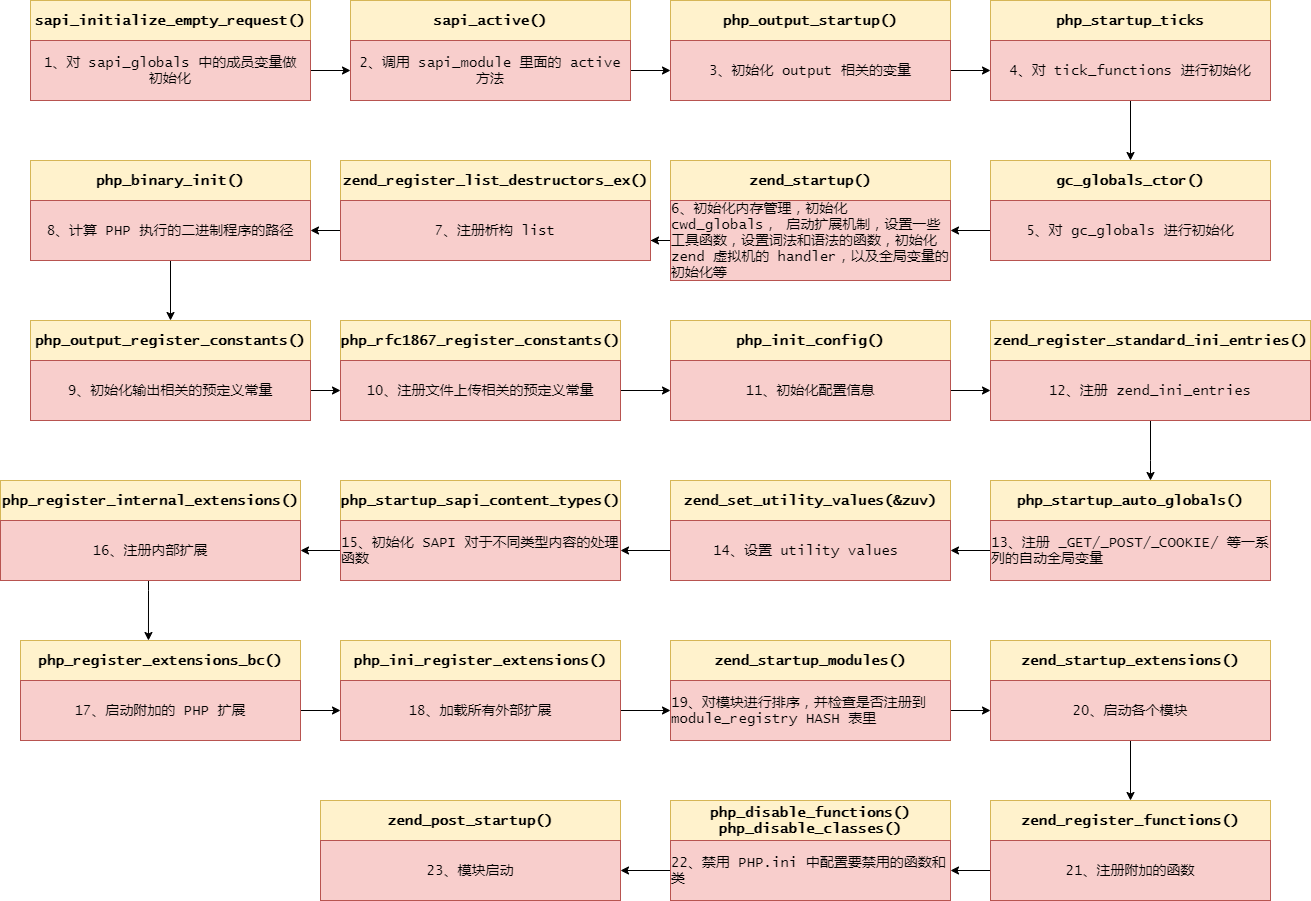 sapi_initialize_empty_request()
1、对 sapi_globals 中的成员变量做
初始化
sapi_active()
2、调用 sapi_module 里面的 active
方法
php_output_startup()
3、初始化 output 相关的变量
php_startup_ticks
4、对 tick_functions 进行初始化
gc_globals_ctor()
5、对 gc_globals 进行初始化
zend_startup()
6、初始化内存管理，初始化
cwd_globals， 启动扩展机制，设置一些
工具函数，设置词法和语法的函数，初始化
zend 虚拟机的 handler，以及全局变量的
初始化等
zend_register_list_destructors_ex()
7、注册析构 list
php_binary_init()
8、计算 PHP 执行的二进制程序的路径
php_output_register_constants()
9、初始化输出相关的预定义常量
php_rfc1867_register_constants()
10、注册文件上传相关的预定义常量
php_init_config()
11、初始化配置信息
zend_register_standard_ini_entries()
12、注册 zend_ini_entries
php_startup_auto_globals()
13、注册 _GET/_POST/_COOKIE/ 等一系
列的自动全局变量
zend_set_utility_values(&zuv)
14、设置 utility values
php_startup_sapi_content_types()
15、初始化 SAPI 对于不同类型内容的处理
函数
php_register_internal_extensions()
16、注册内部扩展
php_register_extensions_bc()
17、启动附加的 PHP 扩展
php_ini_register_extensions()
18、加载所有外部扩展
zend_startup_modules()
19、对模块进行排序，并检查是否注册到
module_registry HASH 表里
zend_startup_extensions()
20、启动各个模块
zend_register_functions()
21、注册附加的函数
php_disable_functions()
php_disable_classes()
22、禁用 PHP.ini 中配置要禁用的函数和
类
zend_post_startup()
23、模块启动